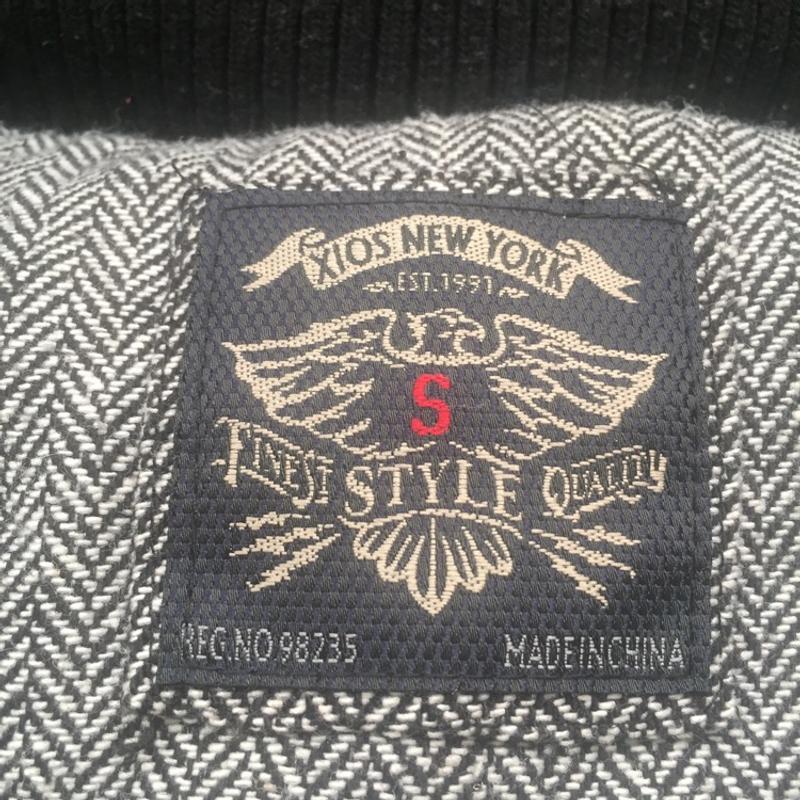 XIOS NEW YORK
EST.1991
S
FINEST STYLE QUALITY
REG.NO 98235 MADEINCHINA